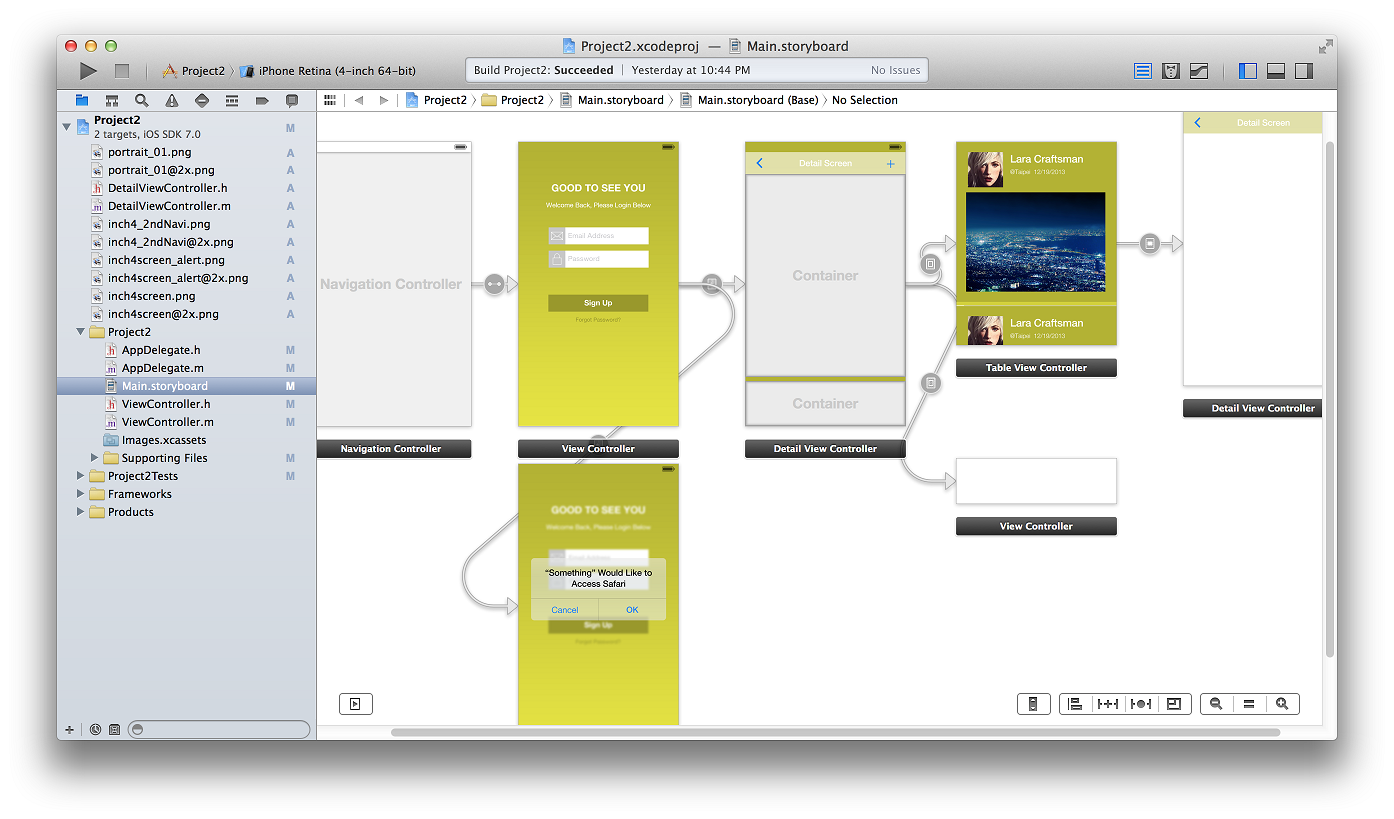 Project2.xcodeproj — Main.storyboard
Project2 〉 iPhone Retina (4-inch 64-bit)
Build Project2: Succeeded | Yesterday at 10:44 PM
No Issues
Project2 〉 Project2 〉 Main.storyboard 〉 Main.storyboard (Base) 〉 No Selection
Project2
2 targets, iOS SDK 7.0 M
portrait_01.png A
portrait_01@2x.png A
DetailViewController.h A
DetailViewController.m A
inch4_2ndNavi.png A
inch4_2ndNavi@2x.png A
inch4screen_alert.png A
inch4screen_alert@2x.png A
inch4screen.png A
inch4screen@2x.png A
Project2
AppDelegate.h M
AppDelegate.m M
Main.storyboard M
ViewController.h M
ViewController.m M
Images.xcassets
Supporting Files M
Project2Tests M
Frameworks
Products
Navigation Controller
Navigation Controller
GOOD TO SEE YOU
Welcome Back, Please Login Below
Email Address
Password
Sign Up
Forgot Password?
View Controller
GOOD TO SEE YOU
Welcome Back, Please Login Below
Email Address
“Something” Would Like to
Access Safari
Cancel OK
Sign Up
Forgot Password?
Detail Screen
Container
Container
Detail View Controller
Lara Craftsman
@Taipei 12/19/2013
Lara Craftsman
@Taipei 12/19/2013
Table View Controller
View Controller
Detail Screen
Detail View Controller